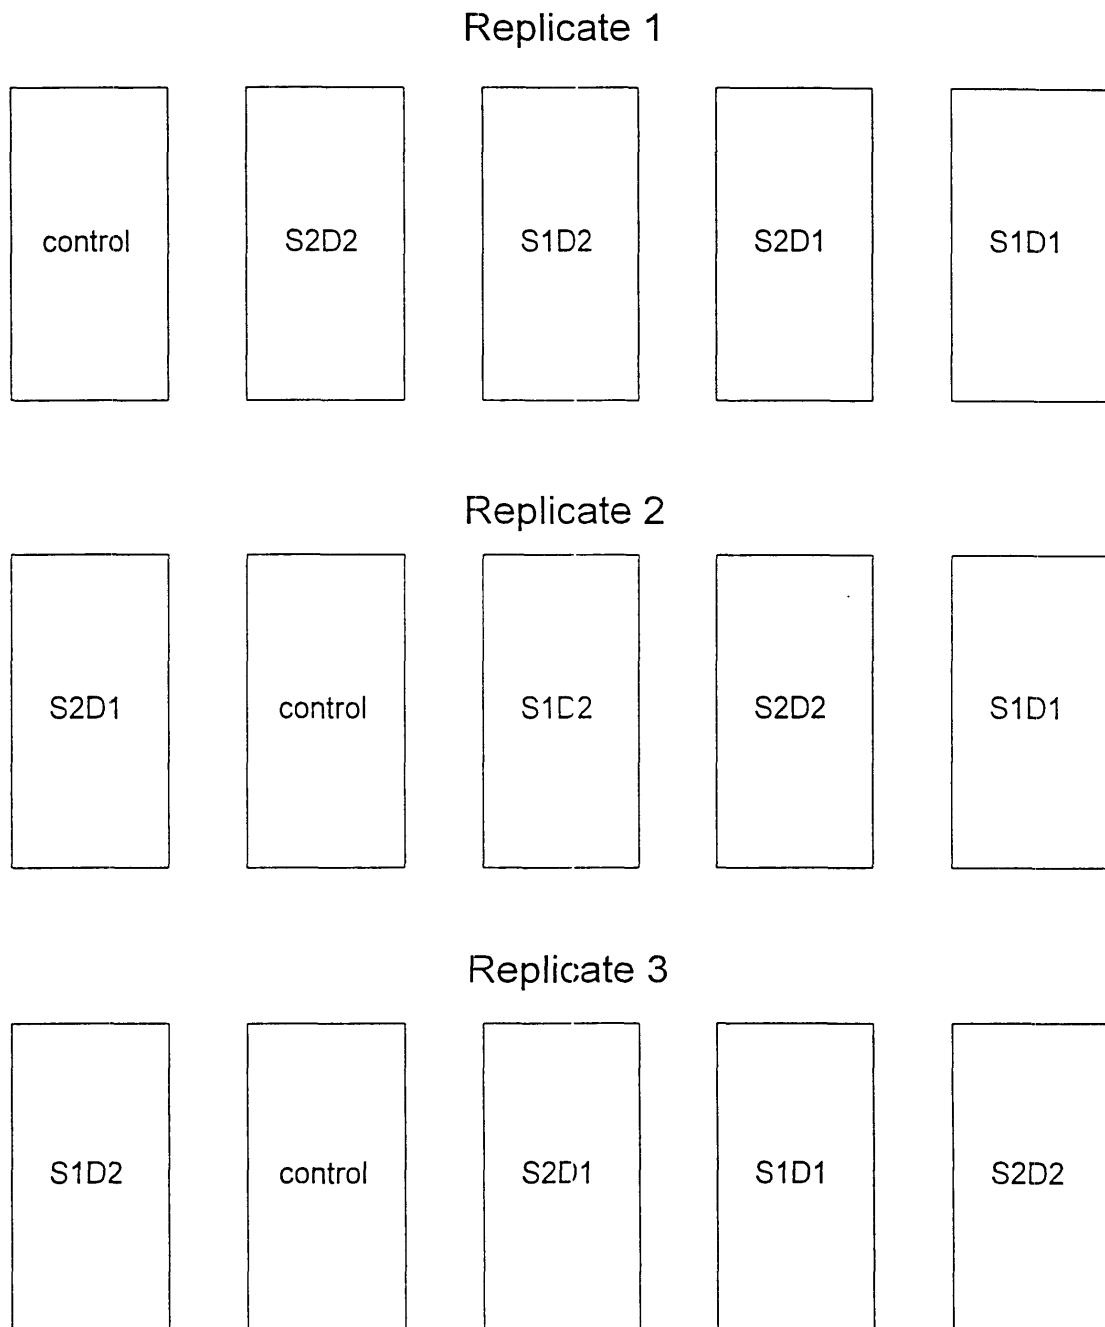 Replicate 1
control S2D2 S1D2 S2D1 S1D1
Replicate 2
S2D1 control S1D2 S2D2 S1D1
Replicate 3
S1D2 control S2D1 S1D1 S2D2